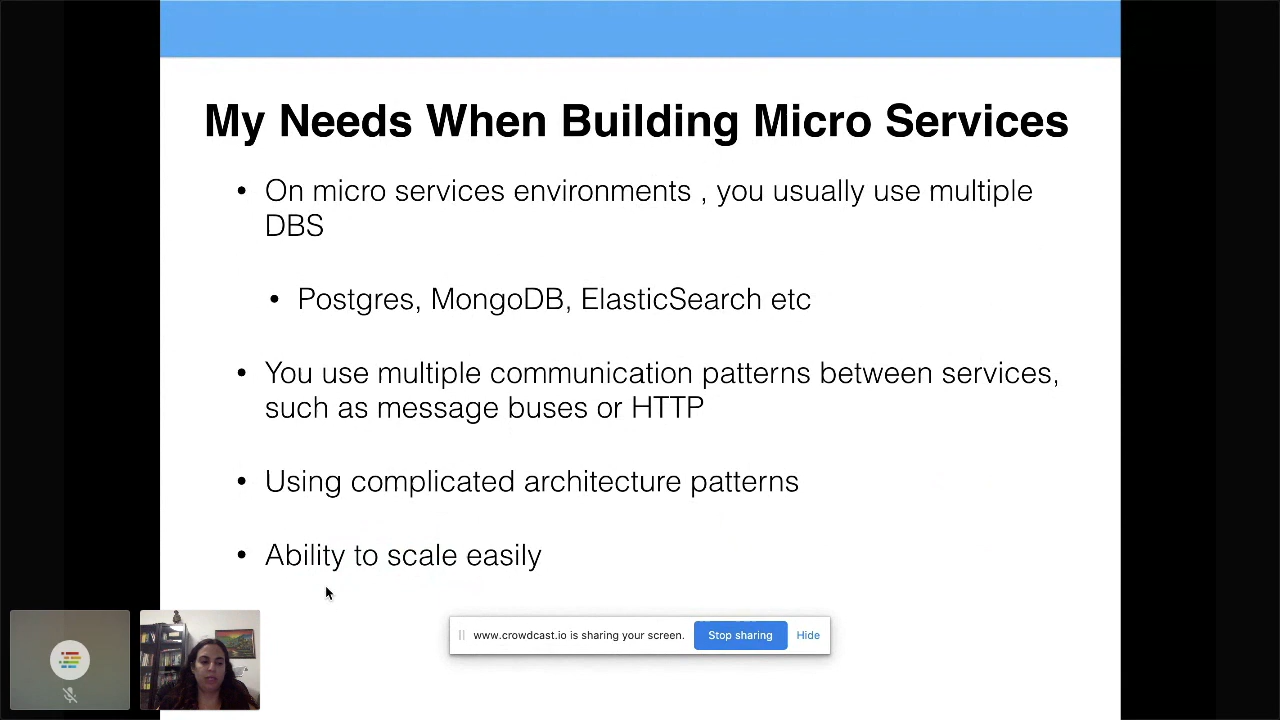 My Needs When Building Micro Services
• On micro services environments , you usually use multiple
DBS
• Postgres, MongoDB, ElasticSearch etc
• You use multiple communication patterns between services,
such as message buses or HTTP
• Using complicated architecture patterns
• Ability to scale easily
www.crowdcast.io is sharing your screen. Stop sharing Hide